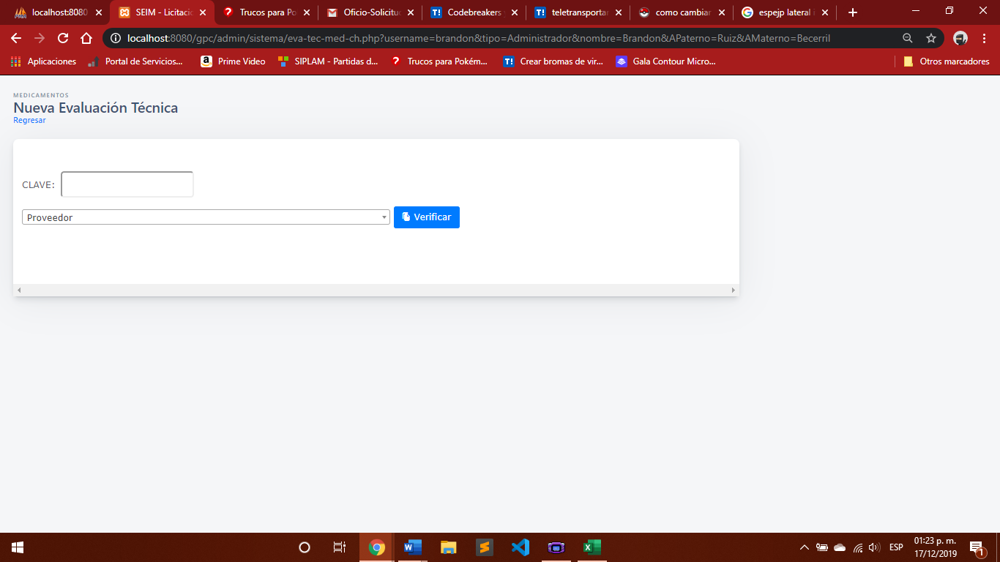 localhost:8080
SEIM - Licitacio
Trucos para Po
Oficio-Solicitud
Codebreakers y
teletransportar
como cambiar
espejp lateral i
localhost:8080/gpc/admin/sistema/eva-tec-med-ch.php?username=brandon&tipo=Administrador&nombre=Brandon&APaterno=Ruiz&AMaterno=Becerril
Aplicaciones
Portal de Servicios...
Prime Video
SIPLAM - Partidas d...
Trucos para Pokém...
Crear bromas de vir...
Gala Contour Micro...
Otros marcadores
MEDICAMENTOS
Nueva Evaluación Técnica
Regresar
CLAVE:
Proveedor
Verificar
ESP
01:23 p. m.
17/12/2019
1